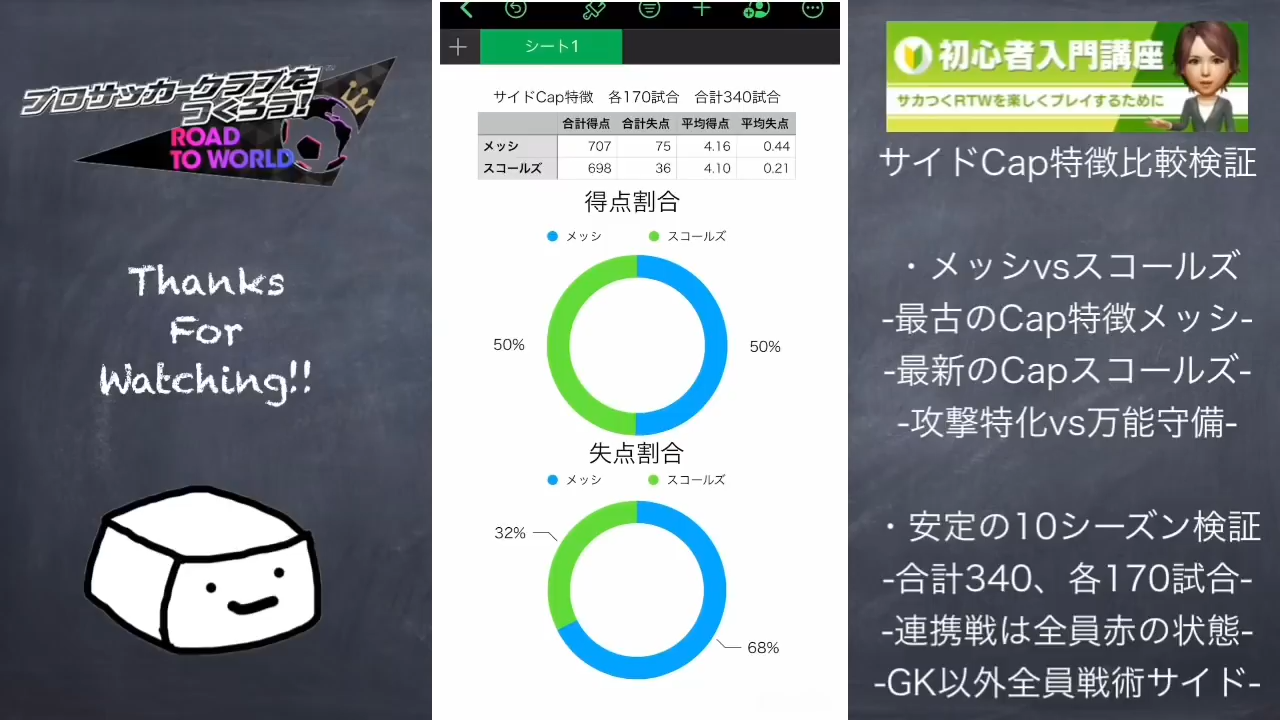 プロサッカークラブを
つくろう!
ROAD
TO WORLD
Thanks
For
Watching!!
シート1
サイドCap特徴 各170試合 合計340試合
合計得点 合計失点 平均得点 平均失点
メッシ 707 75 4.16 0.44
スコールズ 698 36 4.10 0.21
得点割合
メッシ スコールズ
50% 50%
失点割合
メッシ スコールズ
32%
68%
初心者入門講座
サカつくRTWを楽しくプレイするために
サイドCap特徴比較検証
・メッシvsスコールズ
-最古のCap特徴メッシ-
-最新のCapスコールズ-
-攻撃特化vs万能守備-
・安定の10シーズン検証
-合計340、各170試合-
-連携戦は全員赤の状態-
-GK以外全員戦術サイド-